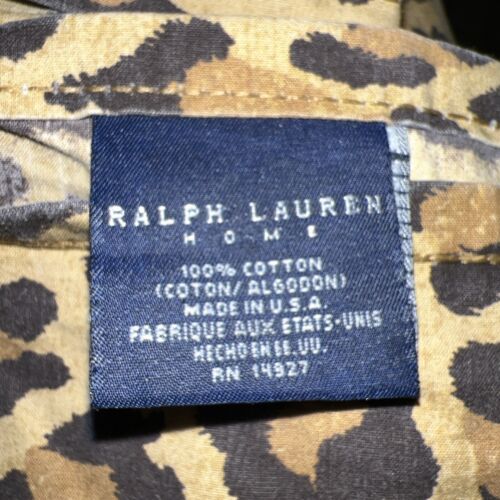 RALPH LAUREN
HOME
100% COTTON
(COTON/ALGODON)
MADE IN U.S.A.
FABRIQUE AUX ETATS-UNIS
HECHO EN EE.UU.
RN 14927